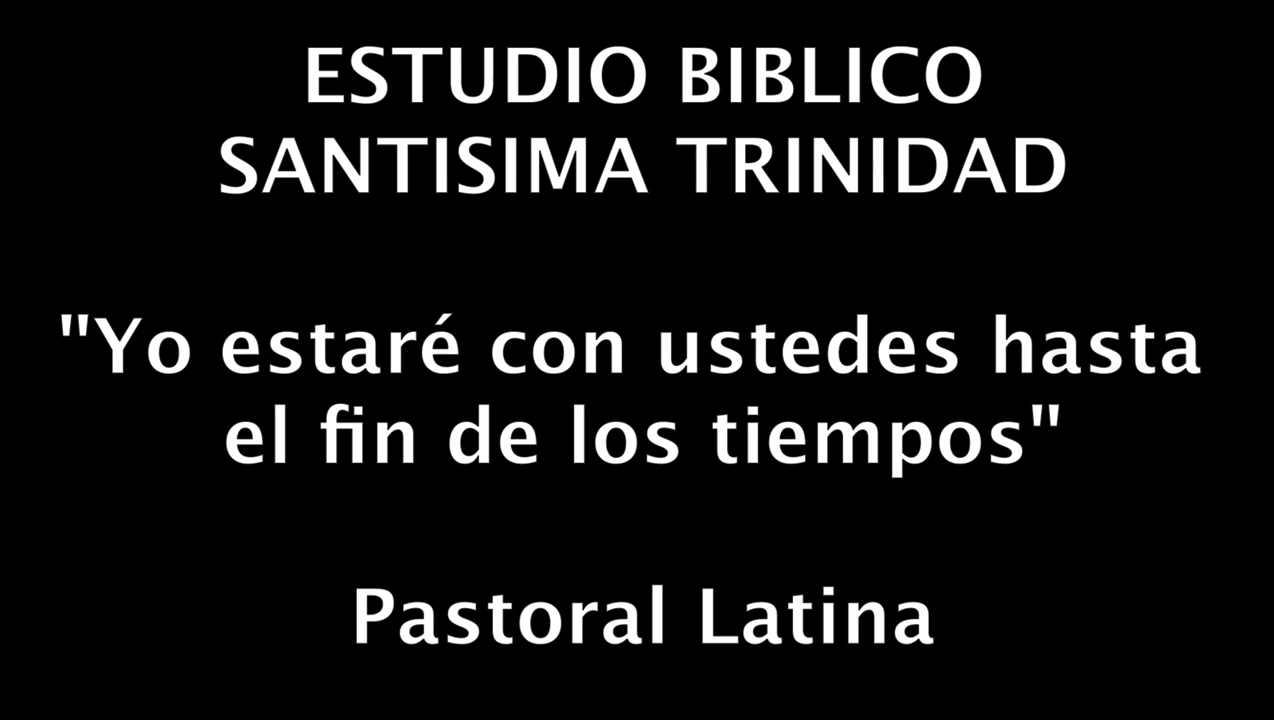 ESTUDIO BIBLICO
SANTISIMA TRINIDAD
"Yo estaré con ustedes hasta
el fin de los tiempos"
Pastoral Latina